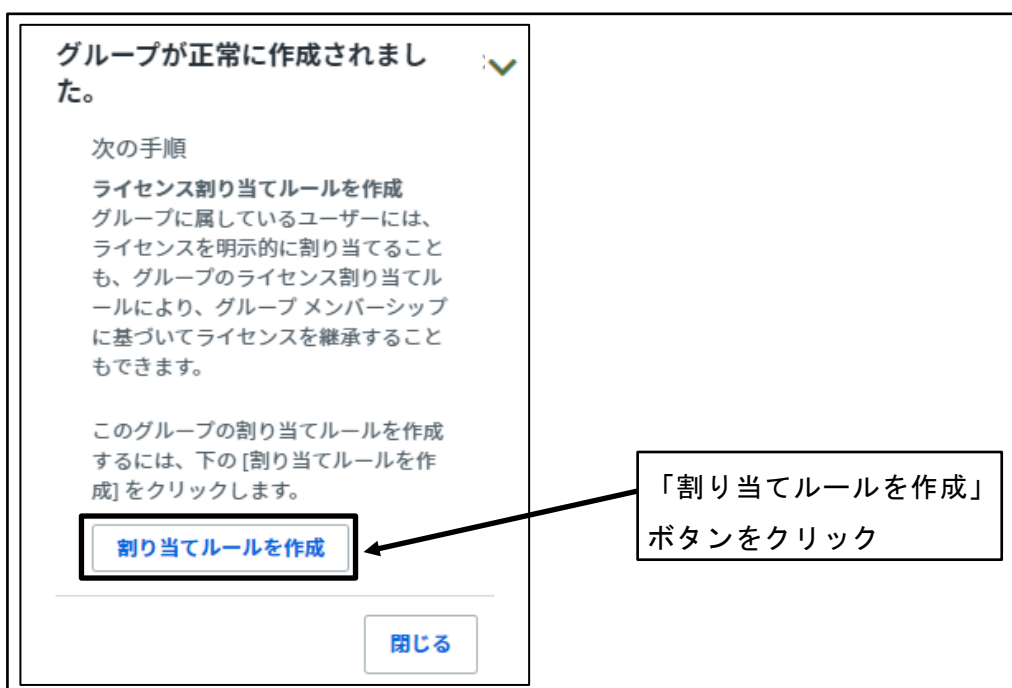 グループが正常に作成されまし
た。
次の手順
ライセンス割り当てルールを作成
グループに属しているユーザーには、
ライセンスを明示的に割り当てること
も、グループのライセンス割り当てル
ールにより、グループ メンバーシップ
に基づいてライセンスを継承すること
もできます。
このグループの割り当てルールを作成
するには、下の [割り当てルールを作
成] をクリックします。
割り当てルールを作成
「割り当てルールを作成」
ボタンをクリック
閉じる